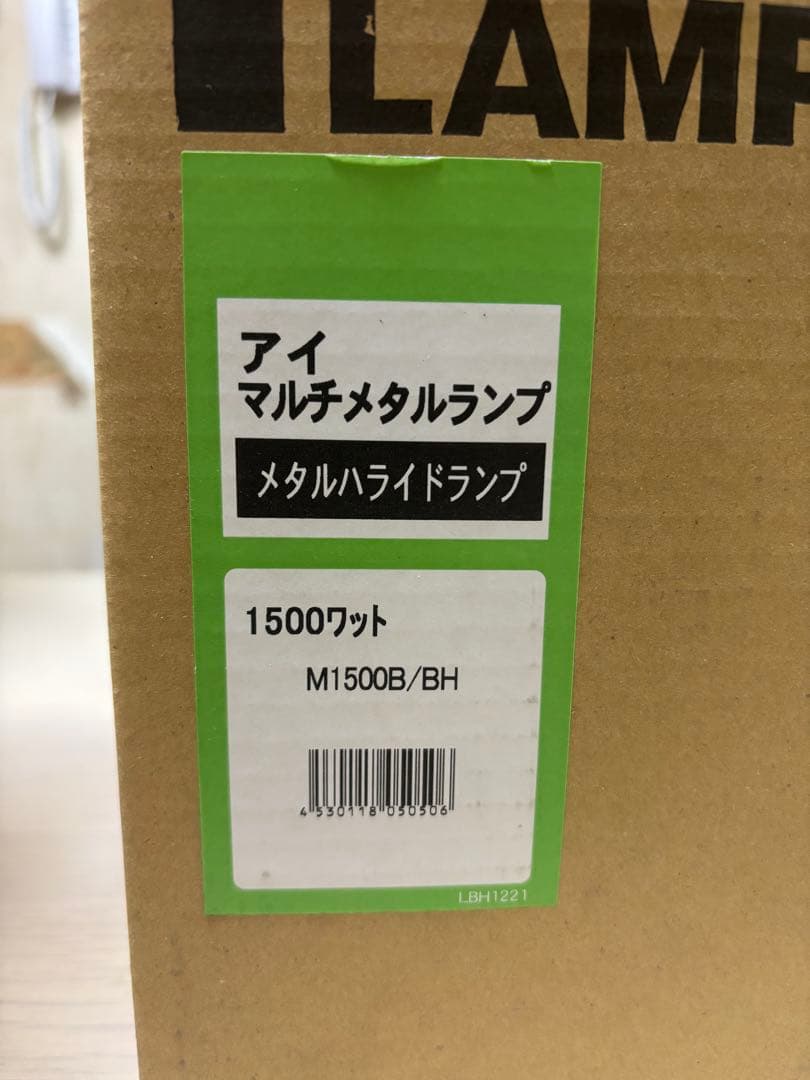 LAMP
アイ
マルチメタルランプ
メタルハライドランプ
1500ワット
M1500B/BH
4530118050506
LBH1221